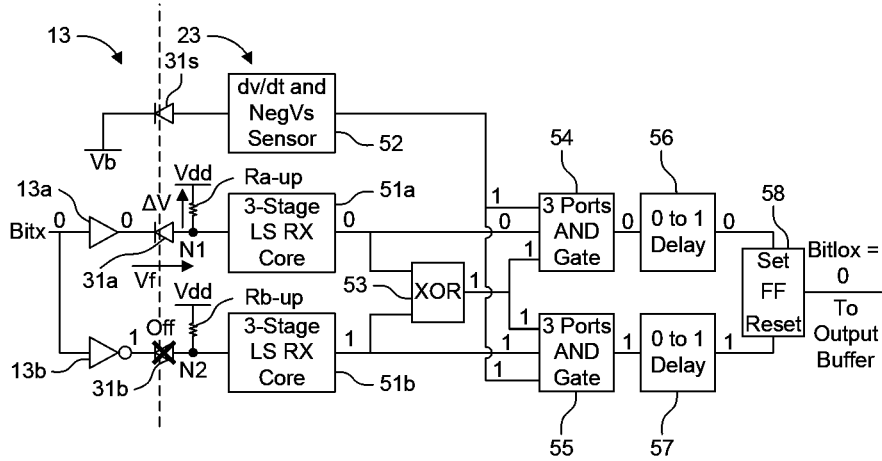 13
23
31s
dv/dt and
NegVs
Sensor
52
Vb
54
56
58
13a
ΔV
Vdd
Ra-up
51a
Bitx
0
0
N1
3-Stage
LS RX
Core
0
1
0
1
3 Ports
AND
Gate
0
0 to 1
Delay
0
Set
FF
Reset
Bitlox =
0
To
Output
Buffer
31a
Vf
53
XOR
1
Vdd
Rb-up
Off
1
N2
3-Stage
LS RX
Core
1
1
1
1
3 Ports
AND
Gate
1
0 to 1
Delay
1
13b
31b
51b
55
57